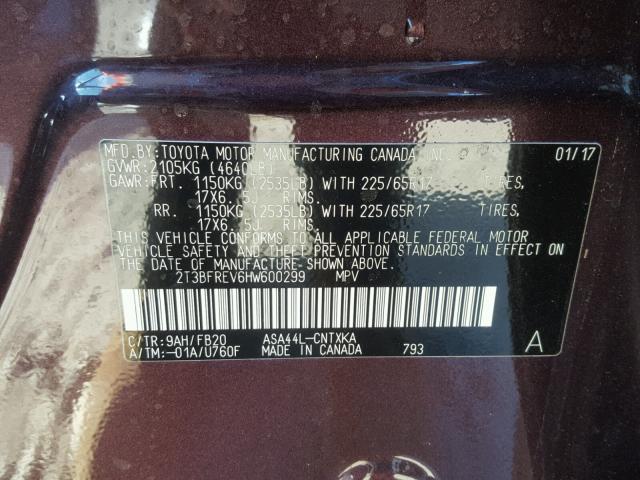 MFD.BY:TOYOTA MOTOR MANUFACTURING CANADA INC. 01/17
GVWR:2105KG (4640LB)
GAWR:FRT. 1150KG (2535LB) WITH 225/65R17 TIRES,
17X6. 5J RIMS.
RR. 1150KG (2535LB) WITH 225/65R17 TIRES,
17X6. 5J RIMS.
THIS VEHICLE CONFORMS TO ALL APPLICABLE FEDERAL MOTOR
VEHICLE SAFETY AND THEFT PREVENTION STANDARDS IN EFFECT
ON THE DATE OF MANUFACTURE SHOWN ABOVE.
2T3BFREV6HW600299 MPV
C/TR:9AH/FB20 ASA44L-CNTXKA
A/TM:-01A/U760F MADE IN CANADA 793 A